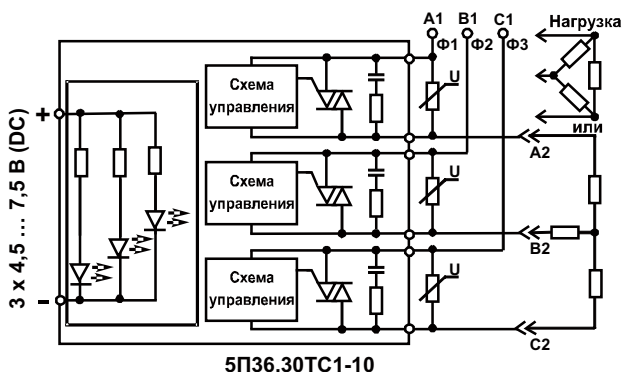 A1 B1 C1 Нагрузка
Ф1 Ф2 Ф3
Схема
управления
U
или
A2
+
3 x 4,5 ... 7,5 В (DC)
–
Схема
управления
U
B2
Схема
управления
U
C2
5П36.30ТС1-10